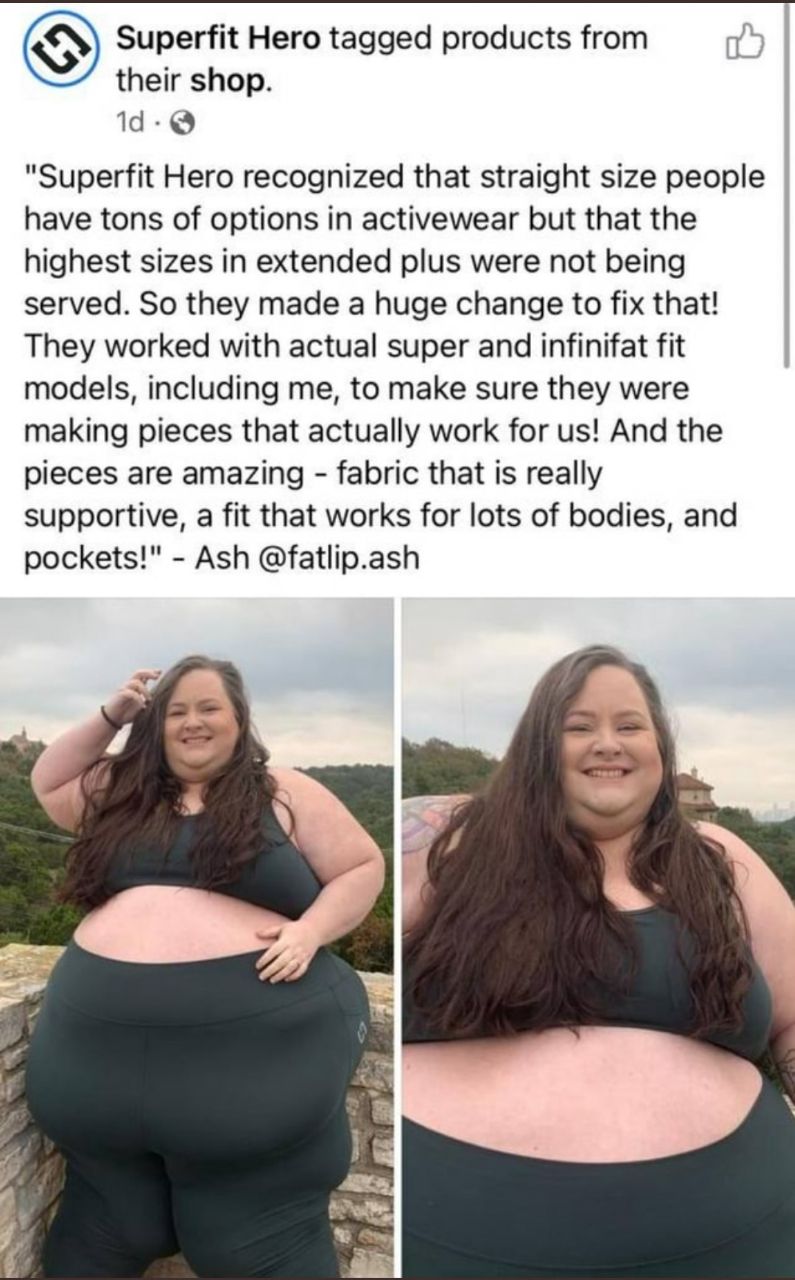 Superfit Hero tagged products from
their shop.
1d ·
"Superfit Hero recognized that straight size people
have tons of options in activewear but that the
highest sizes in extended plus were not being
served. So they made a huge change to fix that!
They worked with actual super and infinifat fit
models, including me, to make sure they were
making pieces that actually work for us! And the
pieces are amazing - fabric that is really
supportive, a fit that works for lots of bodies, and
pockets!" - Ash @fatlip.ash